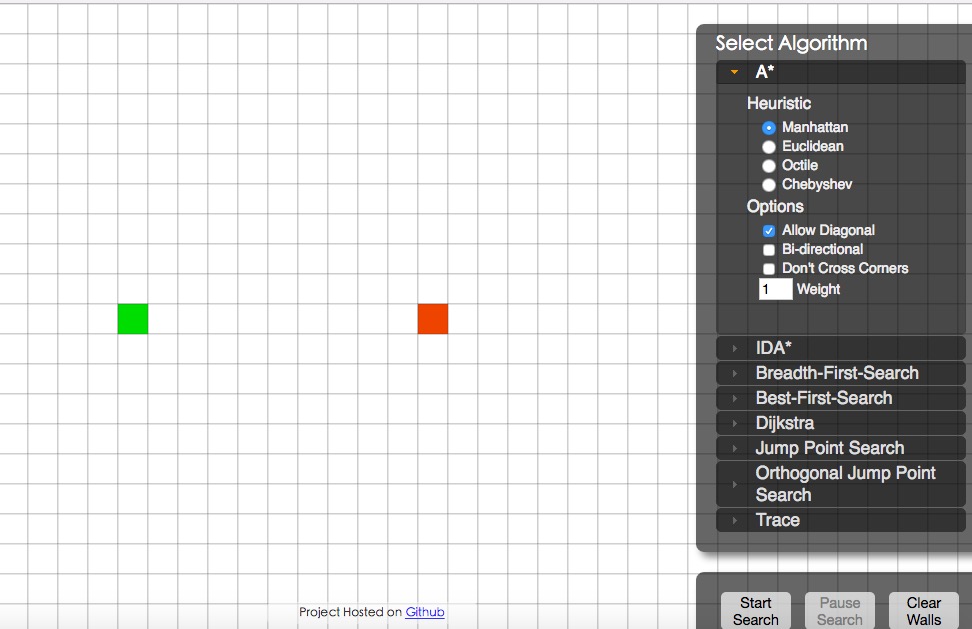 Select Algorithm
A*
Heuristic
Manhattan
Euclidean
Octile
Chebyshev
Options
Allow Diagonal
Bi-directional
Don't Cross Corners
1 Weight
IDA*
Breadth-First-Search
Best-First-Search
Dijkstra
Jump Point Search
Orthogonal Jump Point
Search
Trace
Start
Search
Pause
Search
Clear
Walls
Project Hosted on Github